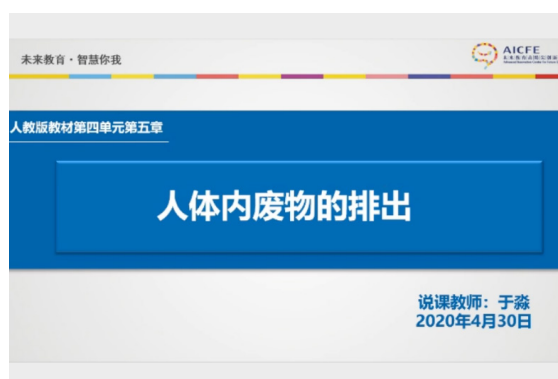 未来教育·智慧你我
AICFE
人教版教材第四单元第五章
人体内废物的排出
说课教师：于淼
2020年4月30日